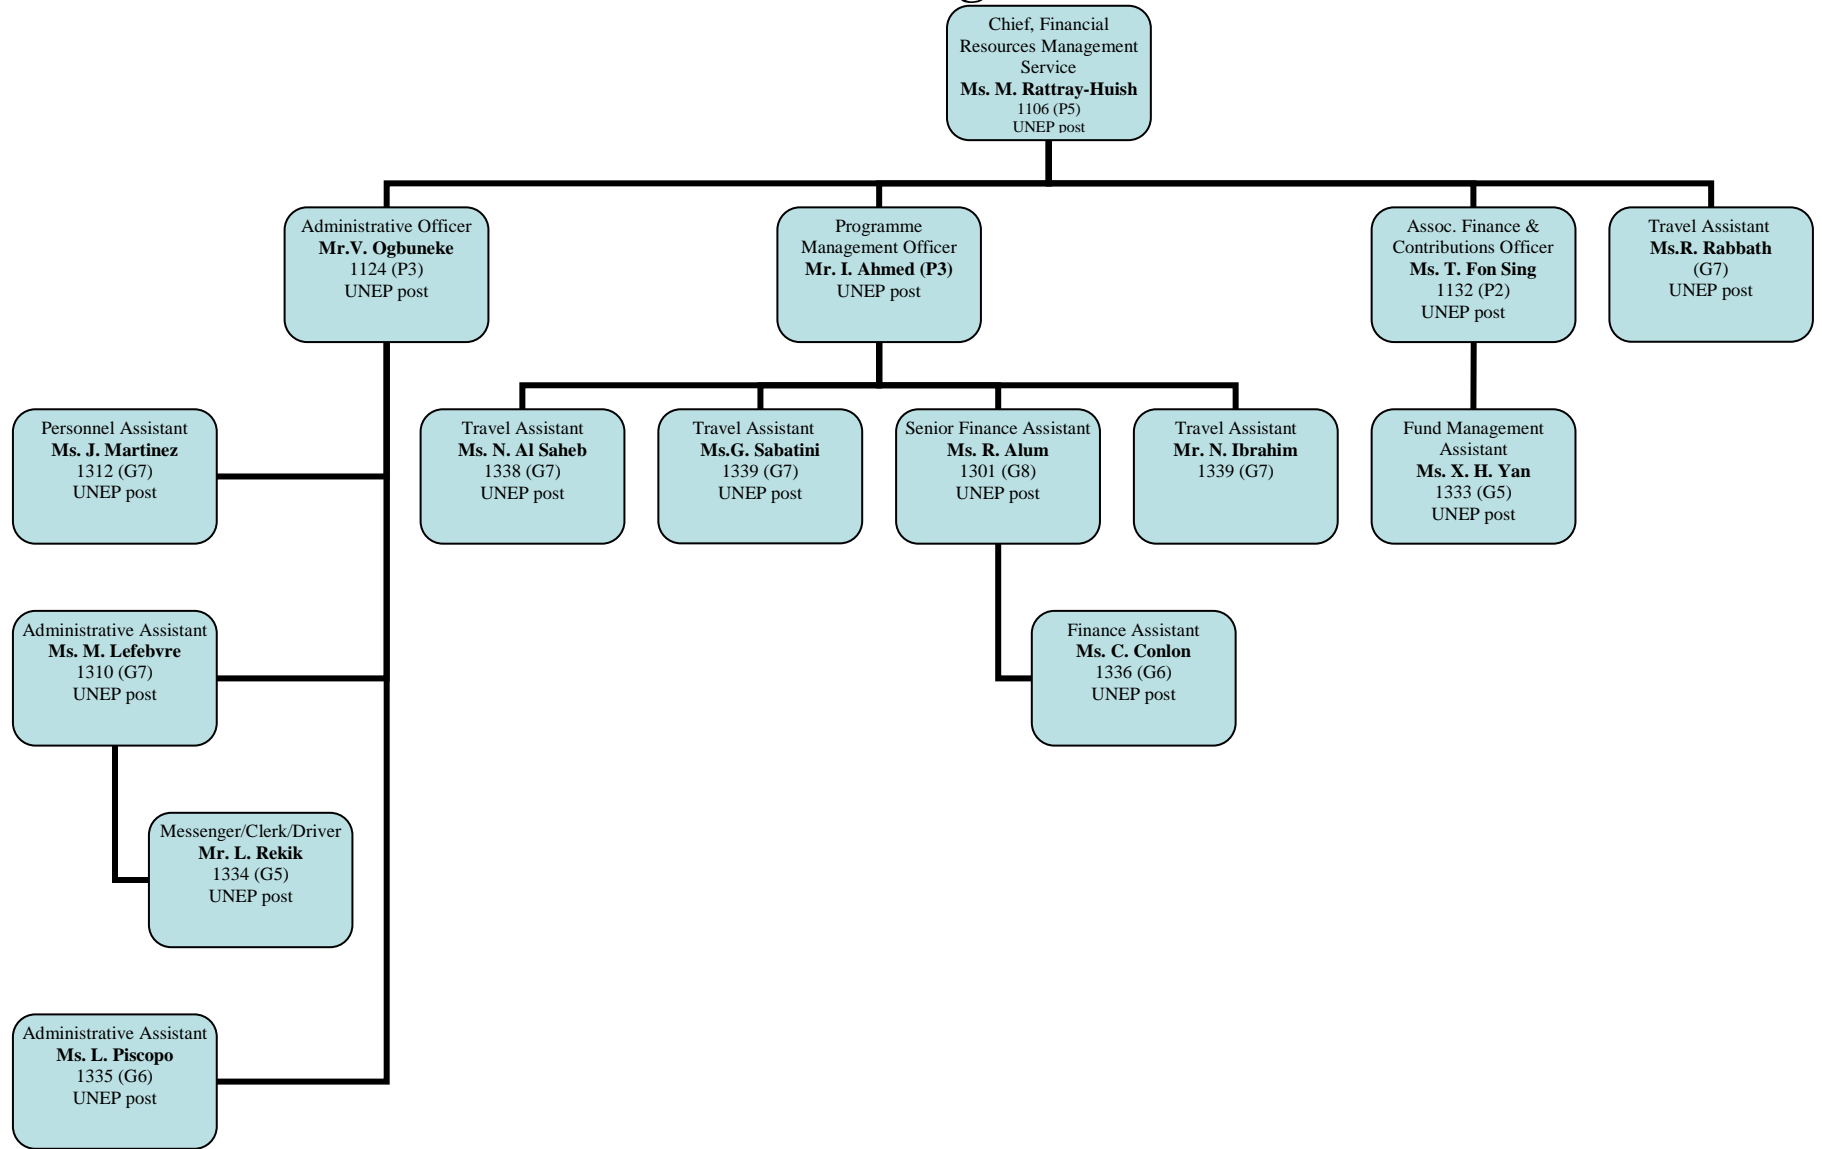 Chief, Financial
Resources Management
Service
Ms. M. Rattray-Huish
1106 (P5)
UNEP post
Administrative Officer
Mr.V. Ogbuneke
1124 (P3)
UNEP post
Programme
Management Officer
Mr. I. Ahmed (P3)
UNEP post
Assoc. Finance &
Contributions Officer
Ms. T. Fon Sing
1132 (P2)
UNEP post
Travel Assistant
Ms.R. Rabbath
(G7)
UNEP post
Personnel Assistant
Ms. J. Martinez
1312 (G7)
UNEP post
Travel Assistant
Ms. N. Al Saheb
1338 (G7)
UNEP post
Travel Assistant
Ms.G. Sabatini
1339 (G7)
UNEP post
Senior Finance Assistant
Ms. R. Alum
1301 (G8)
UNEP post
Travel Assistant
Mr. N. Ibrahim
1339 (G7)
Fund Management
Assistant
Ms. X. H. Yan
1333 (G5)
UNEP post
Administrative Assistant
Ms. M. Lefebvre
1310 (G7)
UNEP post
Finance Assistant
Ms. C. Conlon
1336 (G6)
UNEP post
Messenger/Clerk/Driver
Mr. L. Rekik
1334 (G5)
UNEP post
Administrative Assistant
Ms. L. Piscopo
1335 (G6)
UNEP post